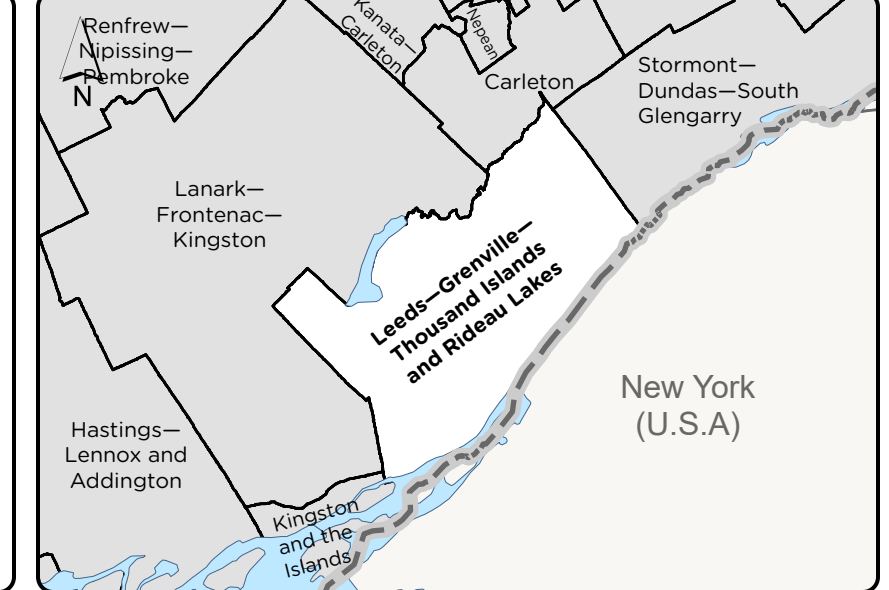 Renfrew—
Nipissing—
Pembroke
N
Kanata—
Carleton
Nepean
Carleton
Stormont—
Dundas—South
Glengarry
Lanark—
Frontenac—
Kingston
Leeds—Grenville—
Thousand Islands
and Rideau Lakes
New York
(U.S.A)
Hastings—
Lennox and
Addington
Kingston
and the
Islands